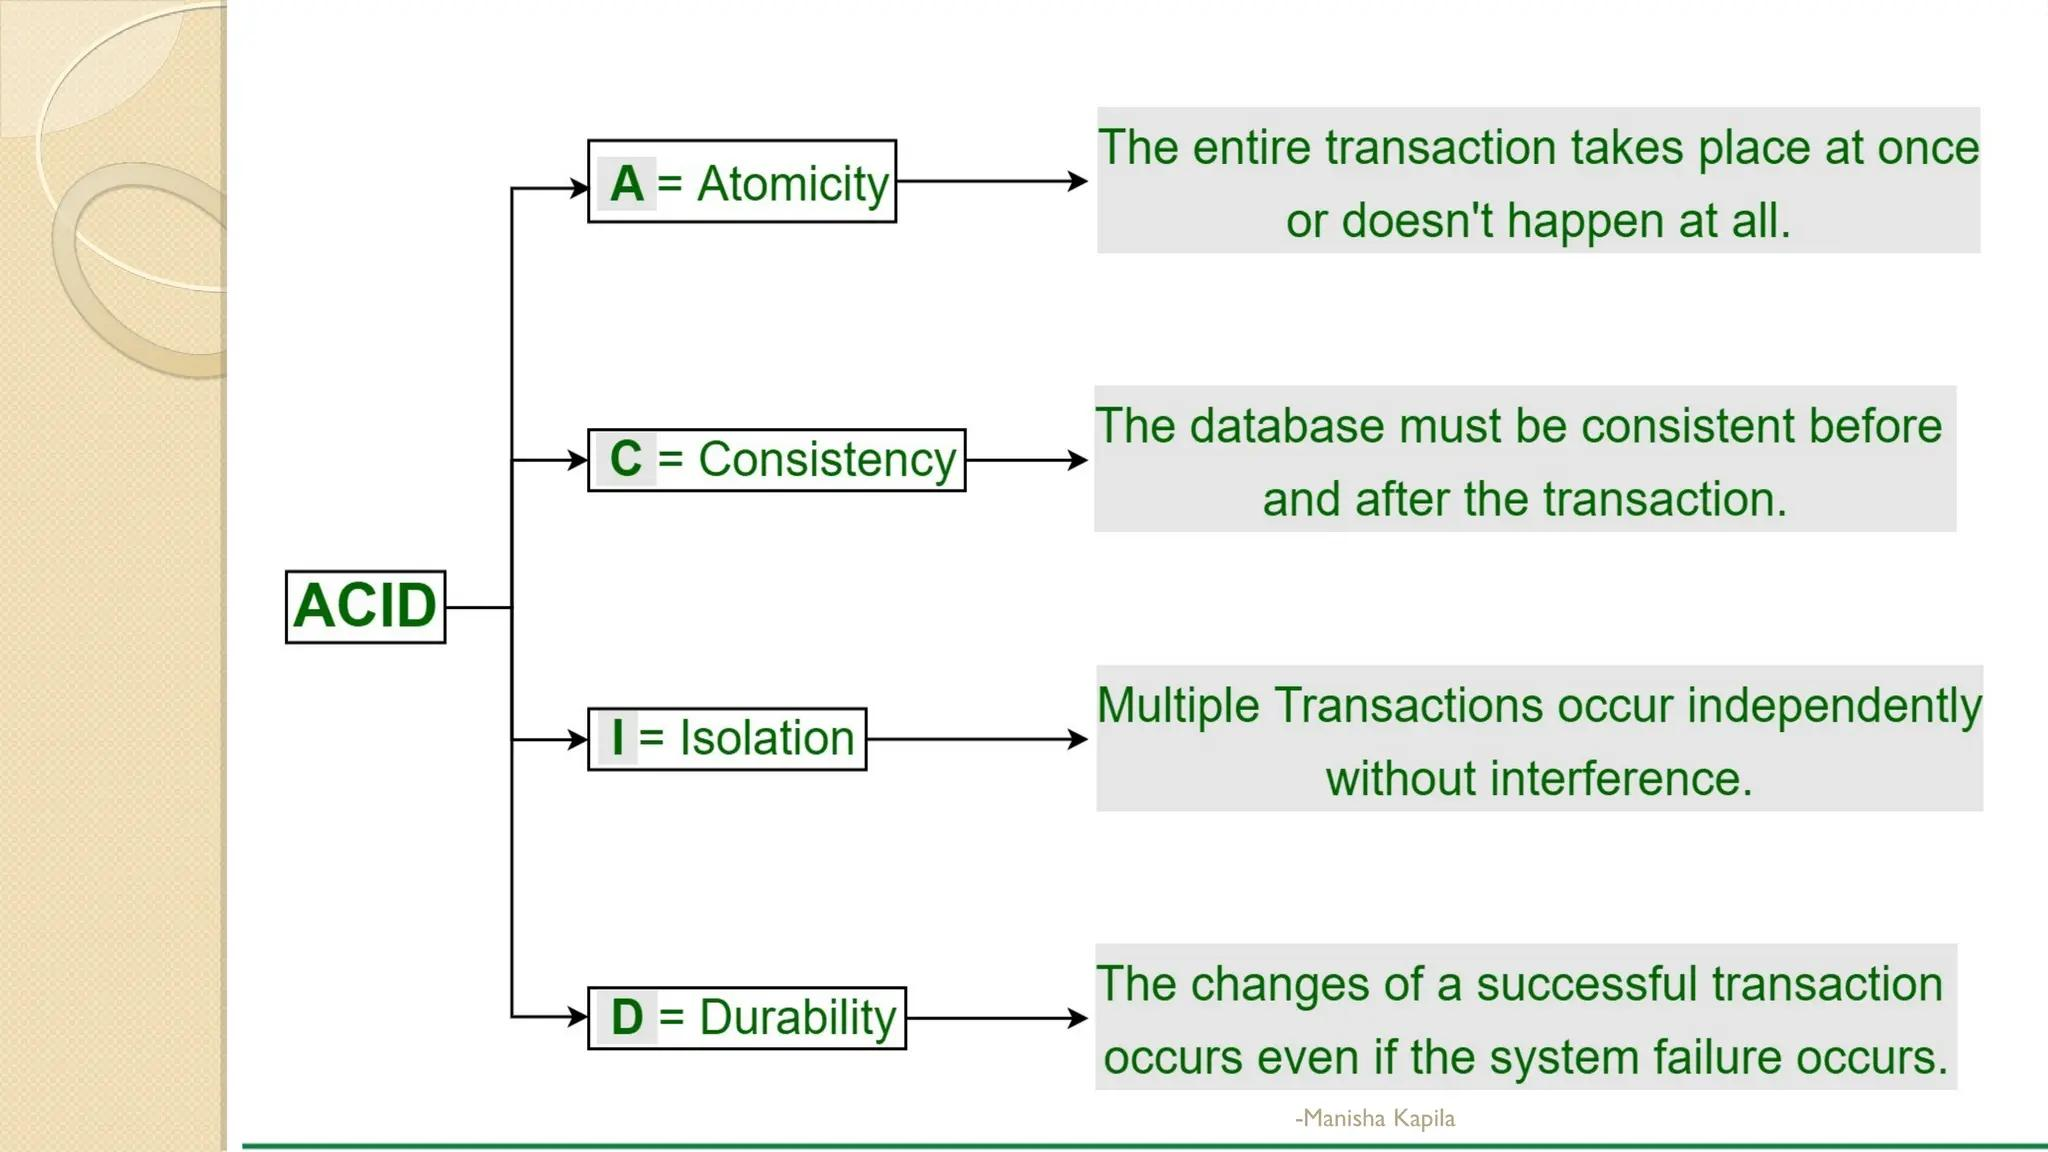 A = Atomicity
The entire transaction takes place at once
or doesn't happen at all.
C = Consistency
The database must be consistent before
and after the transaction.
ACID
I = Isolation
Multiple Transactions occur independently
without interference.
D = Durability
The changes of a successful transaction
occurs even if the system failure occurs.
-Manisha Kapila